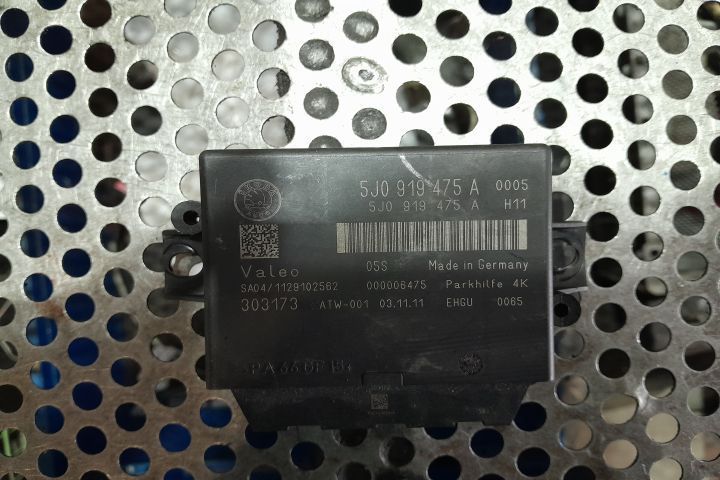 5J0 919 475 A 0005
5J0 919 475 A H11
Valeo 05S Made in Germany
SA04/1129102562 000006475 Parkhilfe 4K
303173 ATW-001 03.11.11 EHGU 0065